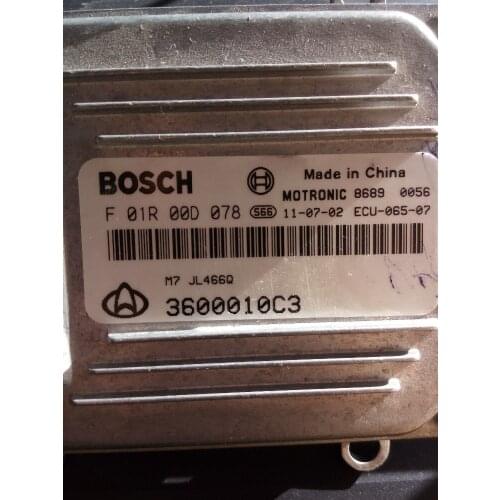 BOSCH
Made in China
MOTRONIC 8689 0056
F 01R 00D 078 S66 11-07-02 ECU-065-07
M7 JL466Q
3600010C3